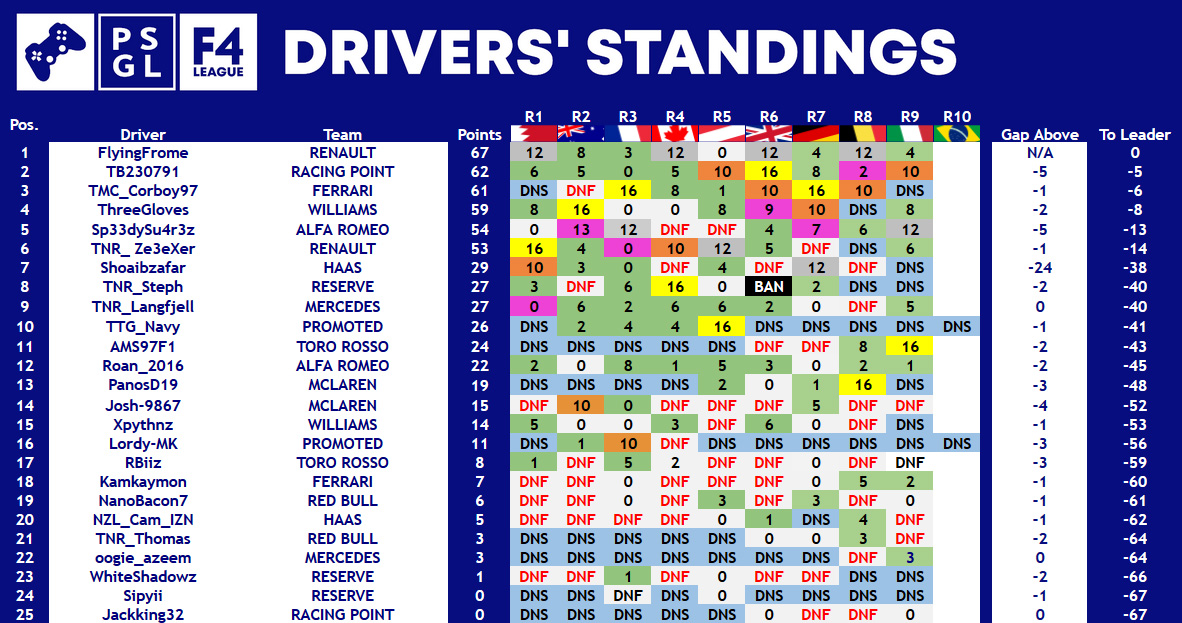 PS
GL
F4
LEAGUE
DRIVERS' STANDINGS
Pos. Driver Team Points R1 R2 R3 R4 R5 R6 R7 R8 R9 R10 Gap Above To Leader
1 FlyingFrome RENAULT 67 12 8 3 12 0 12 4 12 4 N/A 0
2 TB230791 RACING POINT 62 6 5 0 5 10 16 8 2 10 -5 -5
3 TMC_Corboy97 FERRARI 61 DNS DNF 16 8 1 10 16 10 DNS -1 -6
4 ThreeGloves WILLIAMS 59 8 16 0 0 8 9 10 DNS 8 -2 -8
5 Sp33dySu4r3z ALFA ROMEO 54 0 13 12 DNF DNF 4 7 6 12 -5 -13
6 TNR_ Ze3eXer RENAULT 53 16 4 0 10 12 5 DNF DNS 6 -1 -14
7 Shoaibzafar HAAS 29 10 3 0 DNF 4 DNF 12 DNF DNS -24 -38
8 TNR_Steph RESERVE 27 3 DNF 6 16 0 BAN 2 DNS DNS -2 -40
9 TNR_Langfjell MERCEDES 27 0 6 2 6 6 2 0 DNF 5 0 -40
10 TTG_Navy PROMOTED 26 DNS 2 4 4 16 DNS DNS DNS DNS DNS -1 -41
11 AMS97F1 TORO ROSSO 24 DNS DNS DNS DNS DNS DNF DNF 8 16 -2 -43
12 Roan_2016 ALFA ROMEO 22 2 0 8 1 5 3 0 2 1 -2 -45
13 PanosD19 MCLAREN 19 DNS DNS DNS DNS 2 0 1 16 DNS -3 -48
14 Josh-9867 MCLAREN 15 DNF 10 0 DNF DNF DNF 5 DNF DNF -4 -52
15 Xpythnz WILLIAMS 14 5 0 0 3 DNF 6 0 DNF DNS -1 -53
16 Lordy-MK PROMOTED 11 DNS 1 10 DNF DNS DNS DNS DNS DNS DNS -3 -56
17 RBiiz TORO ROSSO 8 1 DNF 5 2 DNF DNF 0 DNF DNF -3 -59
18 Kamkaymon FERRARI 7 DNF DNF 0 DNF DNF DNF 0 5 2 -1 -60
19 NanoBacon7 RED BULL 6 DNF DNF 0 DNF 3 DNF 3 DNF 0 -1 -61
20 NZL_Cam_IZN HAAS 5 DNF DNF DNF DNF 0 1 DNS 4 DNF -1 -62
21 TNR_Thomas RED BULL 3 DNS DNS DNS DNS DNS 0 0 3 DNF -2 -64
22 oogie_azeem MERCEDES 3 DNS DNS DNS DNS DNS DNS DNS DNF 3 0 -64
23 WhiteShadowz RESERVE 1 DNF DNF 1 DNF 0 DNF DNF DNS DNS -2 -66
24 Sipyii RESERVE 0 DNS DNS DNF DNS 0 DNS DNS DNS DNS -1 -67
25 Jackking32 RACING POINT 0 DNS DNS DNS DNS DNS 0 DNF DNF 0 0 -67